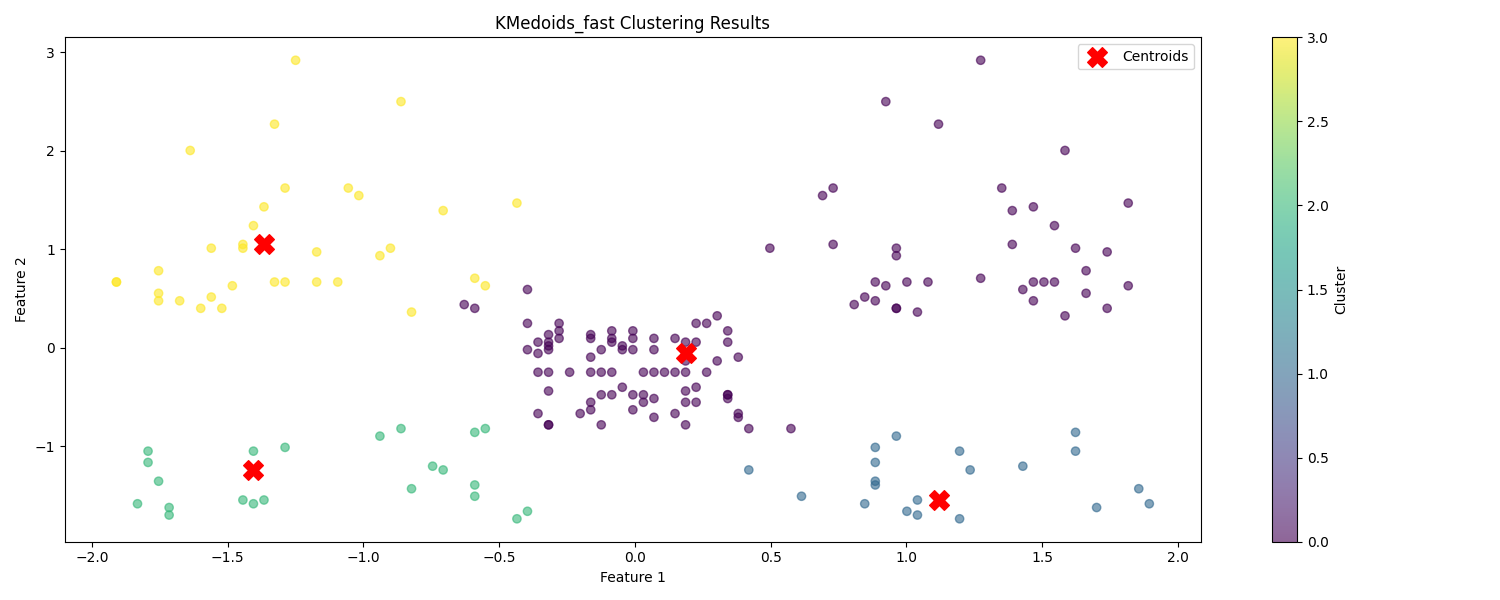 KMedoids_fast Clustering Results
Centroids
3
2
1
0
−1
Feature 2
−2.0 −1.5 −1.0 −0.5 0.0 0.5 1.0 1.5 2.0
Feature 1
3.0
2.5
2.0
1.5
1.0
0.5
0.0
Cluster